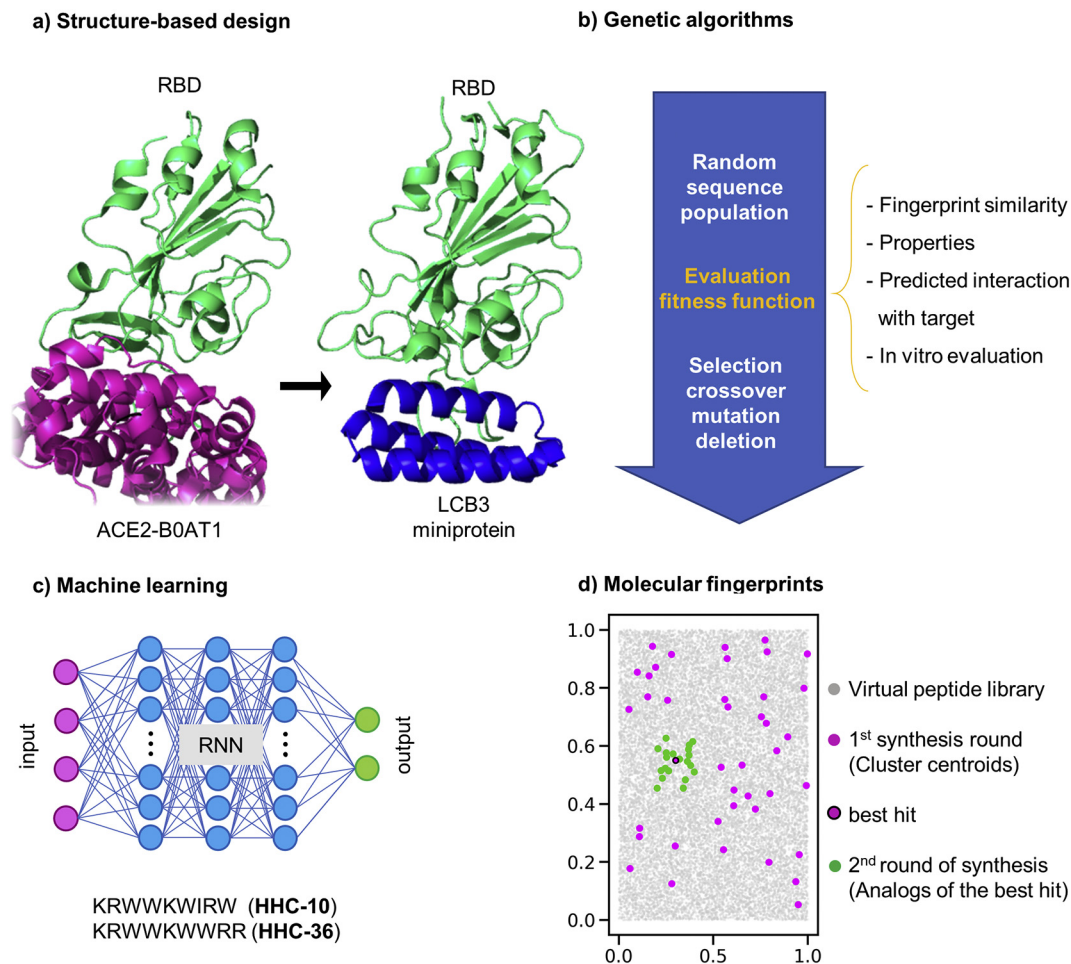 a) Structure-based design
RBD
RBD
ACE2-B0AT1
LCB3
miniprotein
b) Genetic algorithms
Random
sequence
population
Evaluation
fitness function
Selection
crossover
mutation
deletion
- Fingerprint similarity
- Properties
- Predicted interaction
with target
- In vitro evaluation
c) Machine learning
input
RNN
output
KRWWKWIRW (HHC-10)
KRWWKWWRR (HHC-36)
d) Molecular fingerprints
1.0
0.8
0.6
0.4
0.2
0.0
0.0 0.5 1.0
Virtual peptide library
1st synthesis round
(Cluster centroids)
best hit
2nd round of synthesis
(Analogs of the best hit)